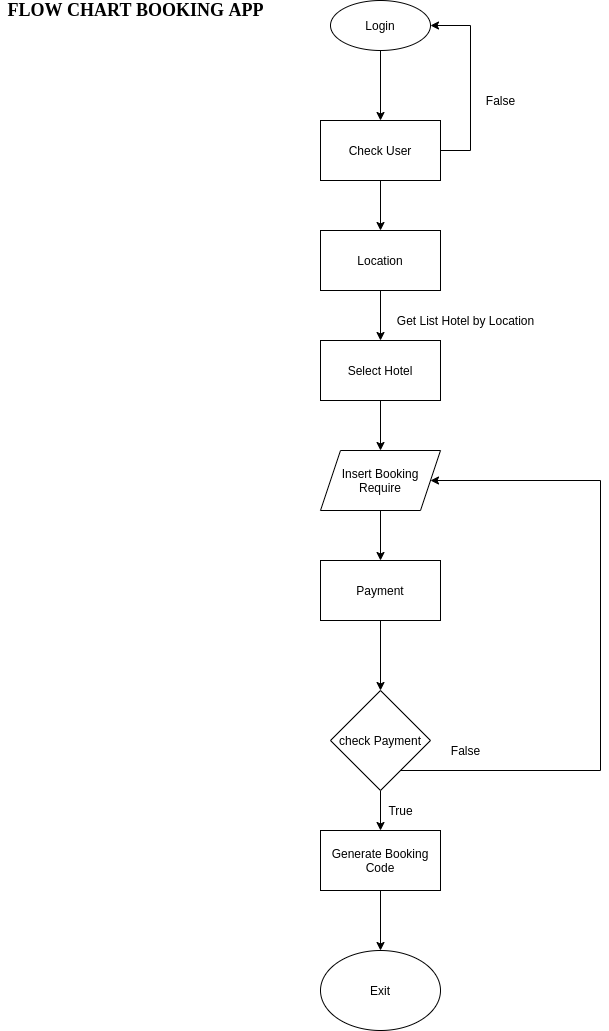 FLOW CHART BOOKING APP
Login
False
Check User
Location
Get List Hotel by Location
Select Hotel
Insert Booking
Require
Payment
check Payment
False
True
Generate Booking
Code
Exit